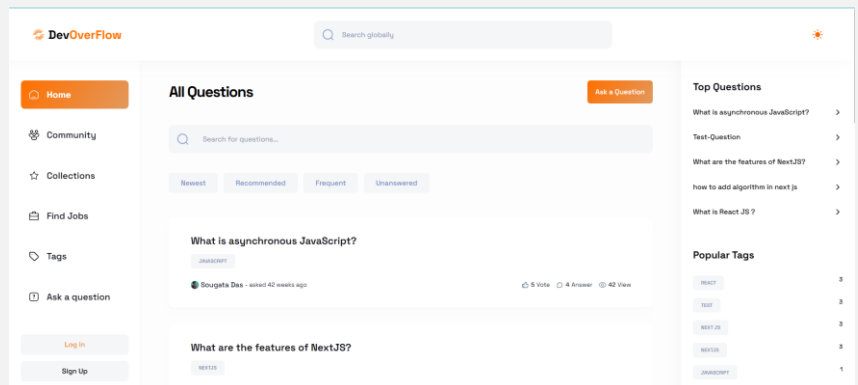 DevOverFlow
Search globally
Home
Community
Collections
Find Jobs
Tags
Ask a question
Log In
Sign Up
All Questions
Ask a Question
Search for questions...
Newest Recommended Frequent Unanswered
What is asynchronous JavaScript?
JAVASCRIPT
Sougata Das - asked 42 weeks ago
5 Vote 4 Answer 42 View
What are the features of NextJS?
NEXTJS
Top Questions
What is asynchronous JavaScript?
Test-Question
What are the features of NextJS?
how to add algorithm in next js
What is React JS ?
Popular Tags
REACT 3
TEST 3
NEXT JS 3
NEXTJS 3
JAVASCRIPT 1